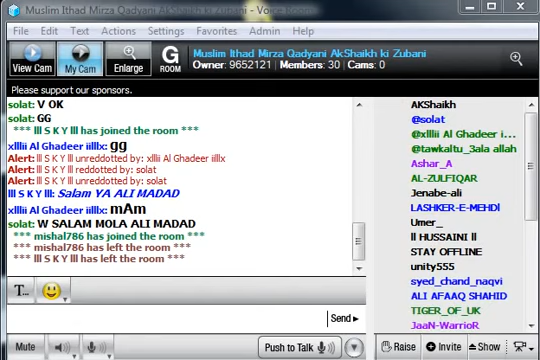 Muslim Ithad Mirza Qadyani AkShaikh ki Zubani - Voice Room
File Edit Text Actions Settings Favorites Admin Help
View Cam My Cam Enlarge G ROOM
Muslim Ithad Mirza Qadyani AkShaikh ki Zubani
Owner: 9652121 | Members: 30 | Cams: 0
Please support our sponsors.
solat: V OK
solat: GG
*** lll S K Y lll has joined the room ***
xlllii Al Ghadeer iilllx: gg
Alert: lll S K Y lll unreddotted by: xlllii Al Ghadeer iilllx
Alert: lll S K Y lll reddotted by: solat
Alert: lll S K Y lll unreddotted by: solat
lll S K Y lll: Salam YA ALI MADAD
xlllii Al Ghadeer iilllx: mAm
solat: W SALAM MOLA ALI MADAD
*** mishal786 has joined the room ***
*** mishal786 has left the room ***
*** lll S K Y lll has left the room ***
AKShaikh
@solat
@xlllii Al Ghadeer i...
@tawkaltu_3ala allah
Ashar_A
AL-ZULFIQAR
Jenabe-ali
LASHKER-E-MEHDI
Umer_
ll HUSSAINI ll
STAY OFFLINE
unity555
syed_chand_naqvi
ALI AFAAQ SHAHID
TIGER_OF_UK
JaaN-WarrioR
T...
Send
Mute Push to Talk Raise Invite Show